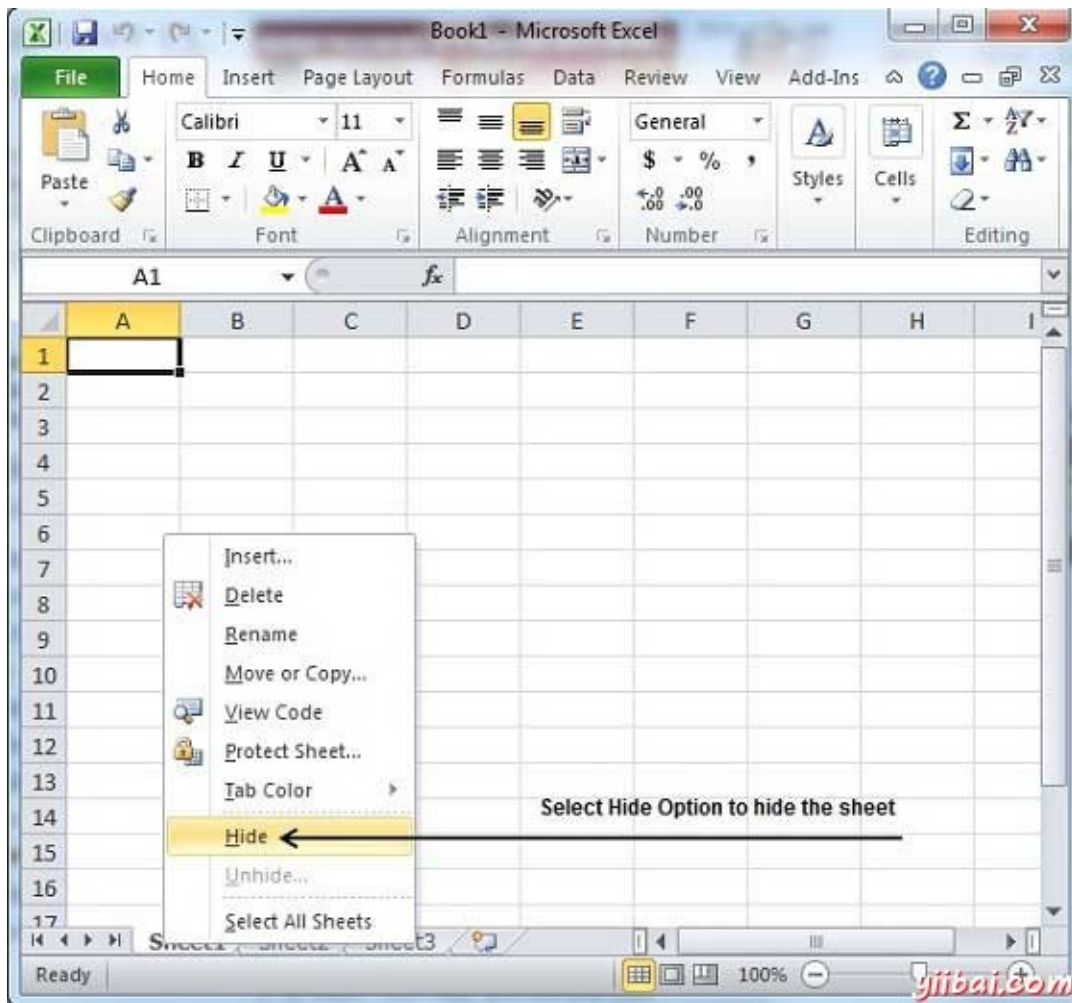 Book1 - Microsoft Excel
File Home Insert Page Layout Formulas Data Review View Add-Ins
Calibri 11 General
B I U A A $ % ,
Paste Styles Cells
Clipboard Font Alignment Number Editing
A1 fx
A B C D E F G H I
1
2
3
4
5
6
Insert...
7
8 Delete
9 Rename
10 Move or Copy...
11 View Code
12 Protect Sheet...
13 Tab Color
14 Select Hide Option to hide the sheet
Hide
15
16 Unhide...
17 Select All Sheets
Sheet1 Sheet2 Sheet3
Ready 100%
yiibai.com